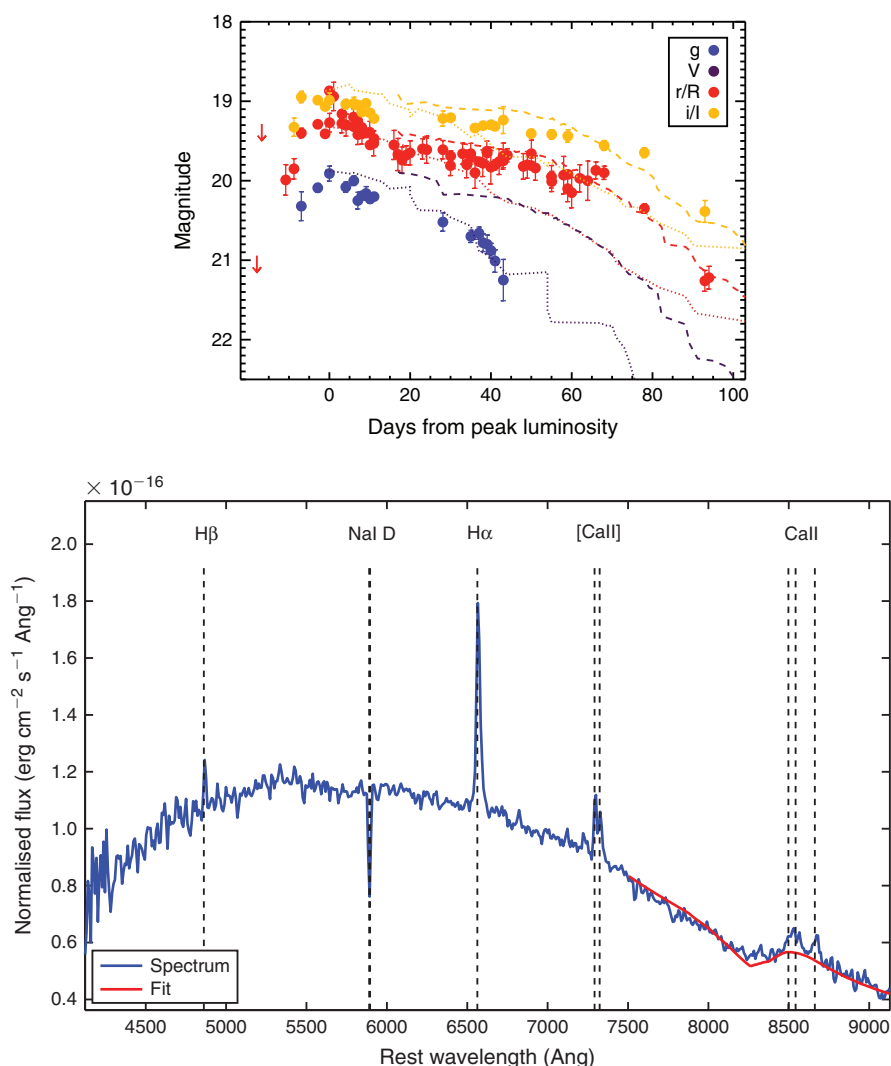 18
19
20
21
22
Magnitude
g
V
r/R
i/I
0 20 40 60 80 100
Days from peak luminosity
× 10⁻¹⁶
Hβ NaI D Hα [CaII] CaII
2.0
1.8
1.6
1.4
1.2
1.0
0.8
0.6
0.4
Normalised flux (erg cm⁻² s⁻¹ Ang⁻¹)
Spectrum
Fit
4500 5000 5500 6000 6500 7000 7500 8000 8500 9000
Rest wavelength (Ang)